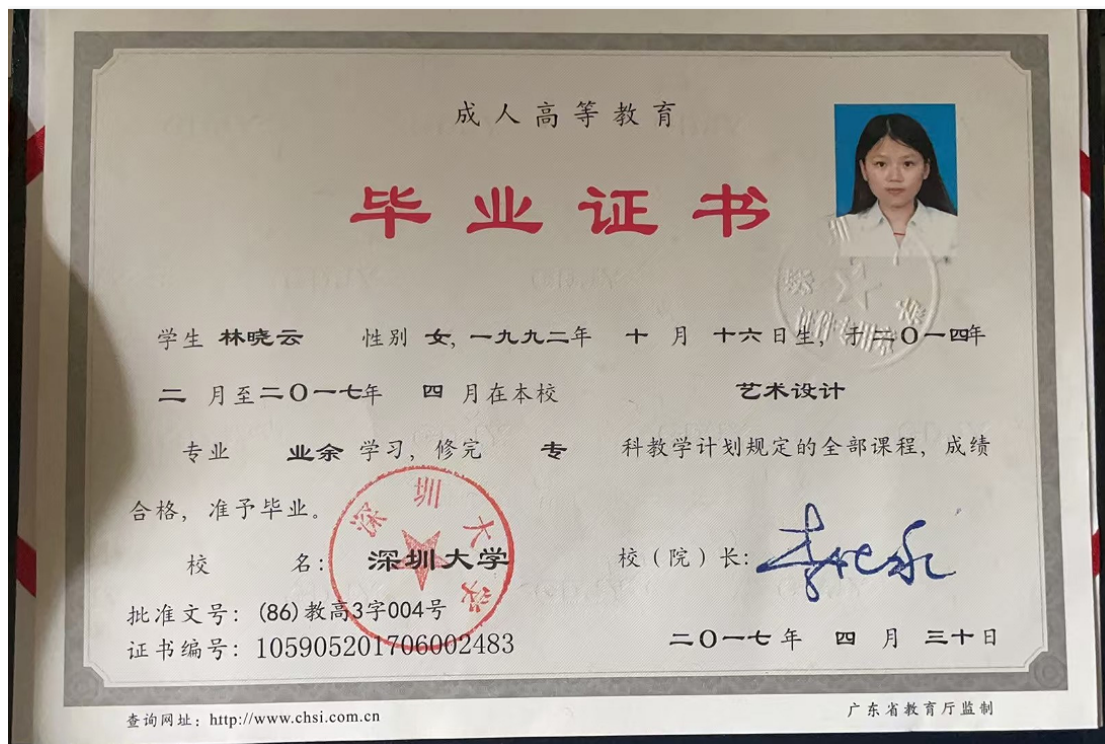 成人高等教育
毕业证书
学生 林晓云 性别 女, 一九九二年 十 月 十六 日生, 于二〇一四年
二 月至二〇一七年 四 月在本校 艺术设计
专业 业余 学习, 修完 专 科教学计划规定的全部课程, 成绩
合格, 准予毕业。
深圳大学
校 名: 深圳大学 校（院）长:
批准文号: (86)教高3字004号
证书编号: 105905201706002483
二〇一七 年 四 月 三十 日
查询网址: http://www.chsi.com.cn
广东省教育厅监制